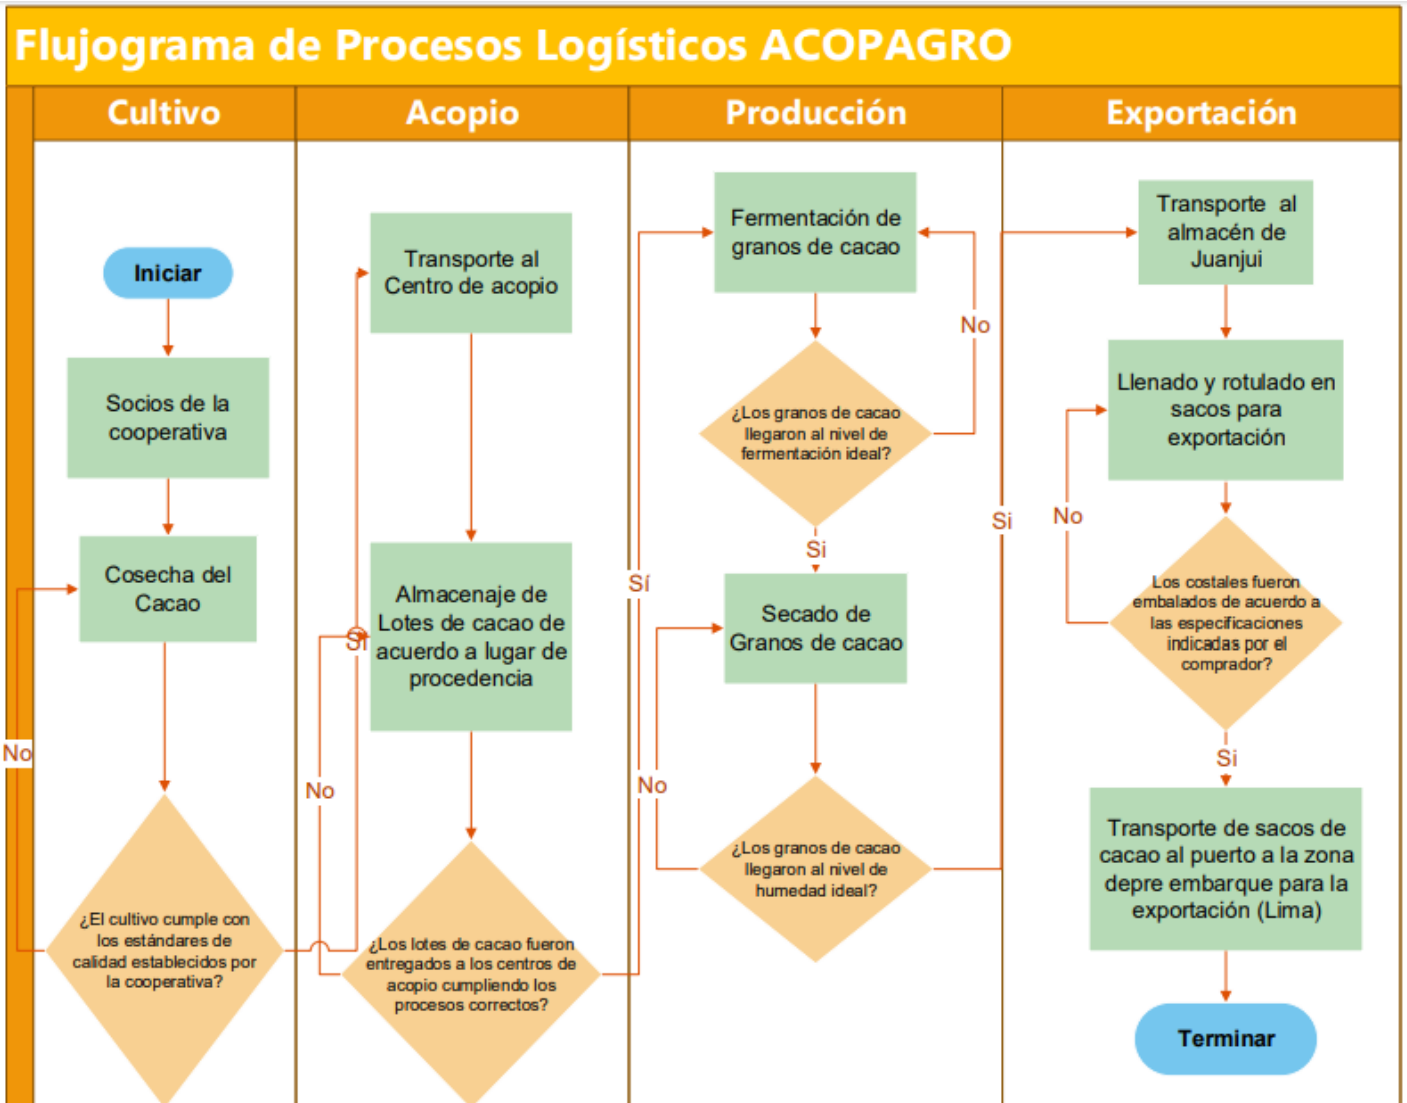 Flujograma de Procesos Logísticos ACOPAGRO
Cultivo
Acopio
Producción
Exportación
Iniciar
Socios de la
cooperativa
Cosecha del
Cacao
No
¿El cultivo cumple con
los estándares de
calidad establecidos por
la cooperativa?
Si
Transporte al
Centro de acopio
Almacenaje de
Lotes de cacao de
acuerdo a lugar de
procedencia
No
¿Los lotes de cacao fueron
entregados a los centros de
acopio cumpliendo los
procesos correctos?
Sí
Fermentación de
granos de cacao
No
¿Los granos de cacao
llegaron al nivel de
fermentación ideal?
Si
Secado de
Granos de cacao
No
¿Los granos de cacao
llegaron al nivel de
humedad ideal?
Si
Transporte al
almacén de
Juanjui
Llenado y rotulado en
sacos para
exportación
No
Los costales fueron
embalados de acuerdo a
las especificaciones
indicadas por el
comprador?
Si
Transporte de sacos de
cacao al puerto a la zona
depre embarque para la
exportación (Lima)
Terminar